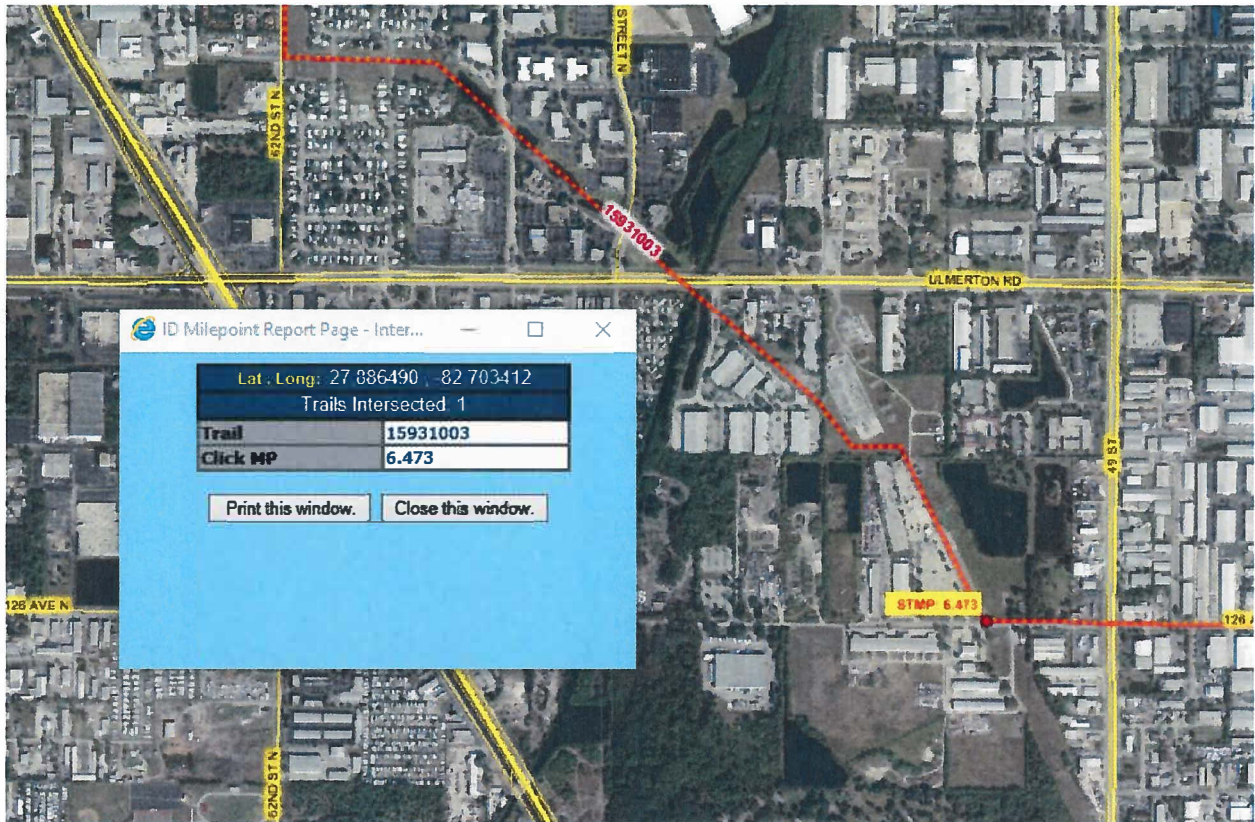 STREET N
62ND ST N
15931003
ULMERTON RD
ID Milepoint Report Page - Inter...
Lat , Long: 27 886490 , -82 703412
Trails Intersected 1
Trail 15931003
Click MP 6.473
Print this window. Close this window.
49 ST
126 AVE N
STMP: 6.473
126
62ND ST N